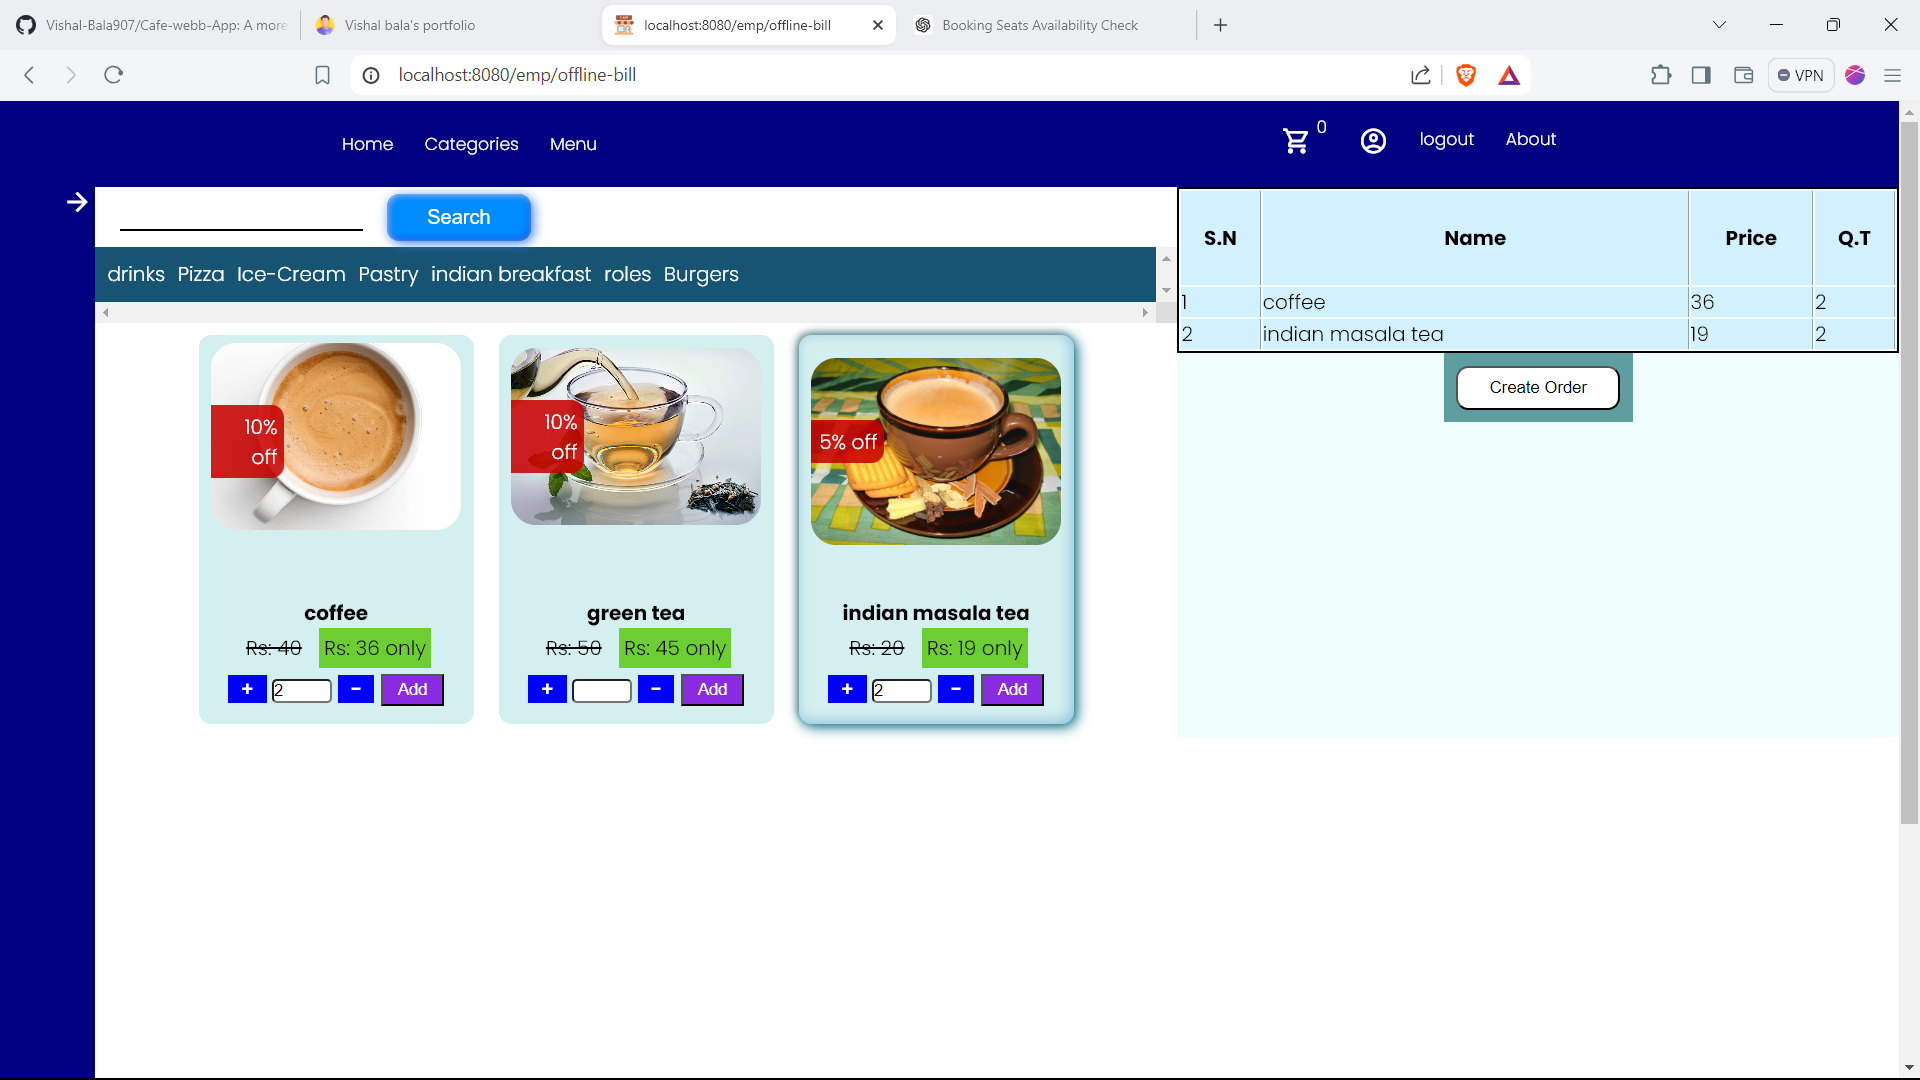 Vishal-Bala907/Cafe-webb-App: A more
Vishal bala's portfolio
localhost:8080/emp/offline-bill
Booking Seats Availability Check
localhost:8080/emp/offline-bill
VPN
Home Categories Menu
0
logout About
Search
drinks Pizza Ice-Cream Pastry indian breakfast roles Burgers
10%
off
coffee
Rs: 40 Rs: 36 only
+ 2 - Add
10%
off
green tea
Rs: 50 Rs: 45 only
+ - Add
5% off
indian masala tea
Rs: 20 Rs: 19 only
+ 2 - Add
S.N Name Price Q.T
1 coffee 36 2
2 indian masala tea 19 2
Create Order